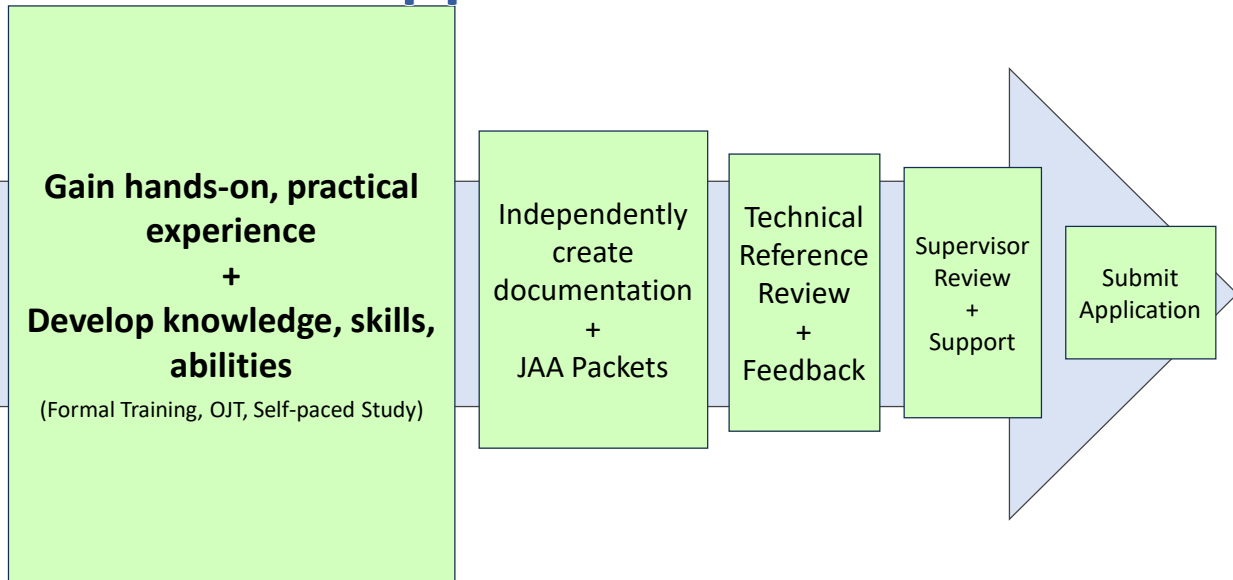 Gain hands-on, practical
experience
+
Develop knowledge, skills,
abilities
(Formal Training, OJT, Self-paced Study)
Independently
create
documentation
+
JAA Packets
Technical
Reference
Review
+
Feedback
Supervisor
Review
+
Support
Submit
Application